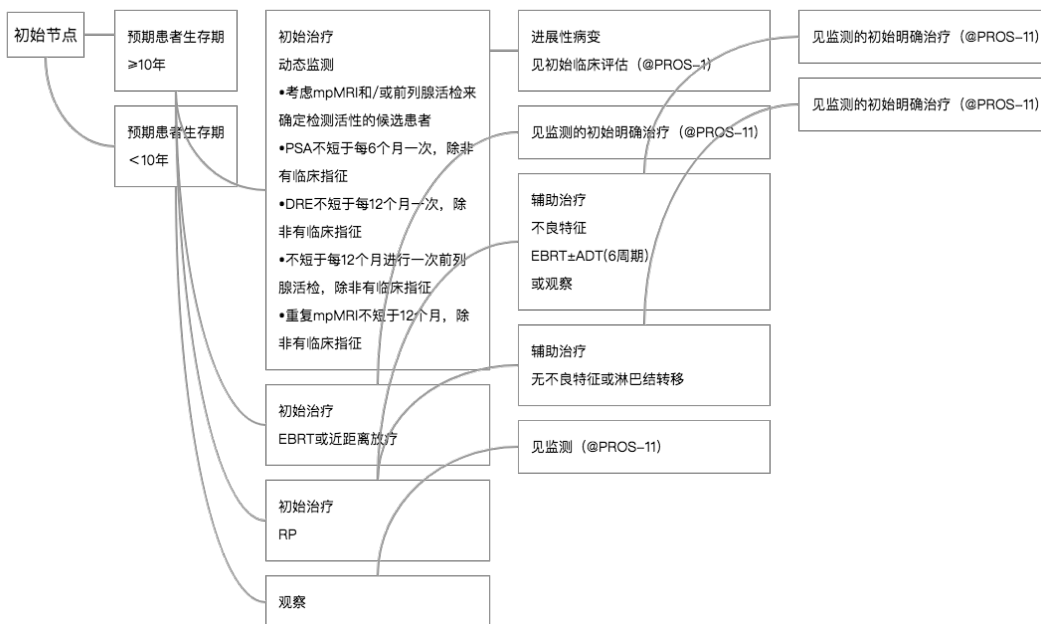 初始节点
预期患者生存期
≥10年
预期患者生存期
＜10年
初始治疗
动态监测
•考虑mpMRI和/或前列腺活检来
确定检测活性的候选患者
•PSA不短于每6个月一次，除非
有临床指征
•DRE不短于每12个月一次，除
非有临床指征
•不短于每12个月进行一次前列
腺活检，除非有临床指征
•重复mpMRI不短于12个月，除
非有临床指征
初始治疗
EBRT或近距离放疗
初始治疗
RP
观察
进展性病变
见初始临床评估（@PROS-1）
见监测的初始明确治疗（@PROS-11）
辅助治疗
不良特征
EBRT±ADT(6周期)
或观察
辅助治疗
无不良特征或淋巴结转移
见监测（@PROS-11）
见监测的初始明确治疗（@PROS-11）
见监测的初始明确治疗（@PROS-11）